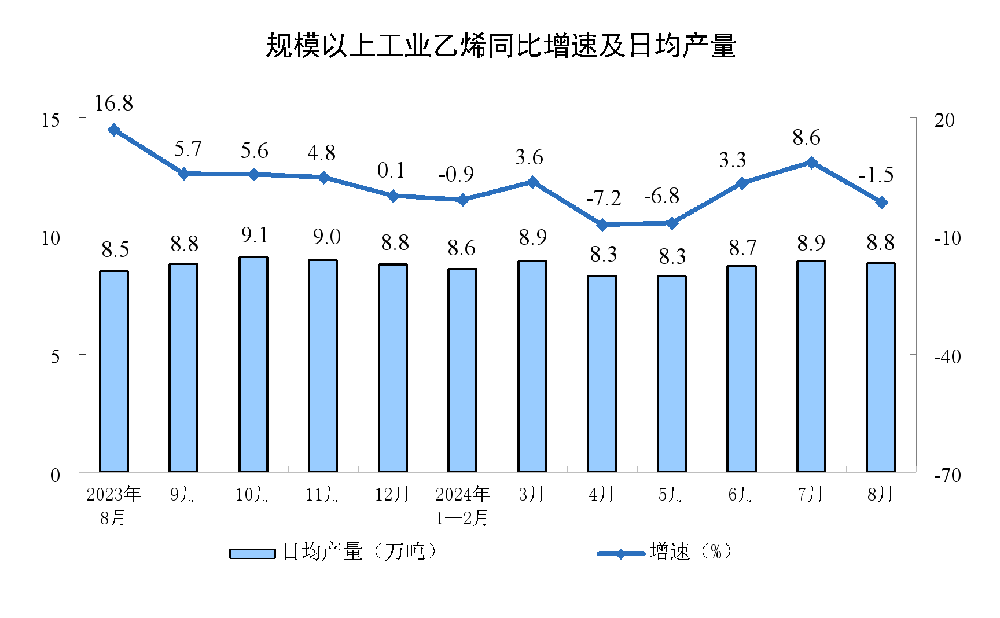 规模以上工业乙烯同比增速及日均产量
16.8
5.7
5.6
4.8
0.1
-0.9
3.6
-7.2
-6.8
3.3
8.6
-1.5
15
10
5
0
20
-10
-40
-70
8.5
8.8
9.1
9.0
8.8
8.6
8.9
8.3
8.3
8.7
8.9
8.8
2023年
8月
9月
10月
11月
12月
2024年
1—2月
3月
4月
5月
6月
7月
8月
日均产量（万吨）
增速（%）